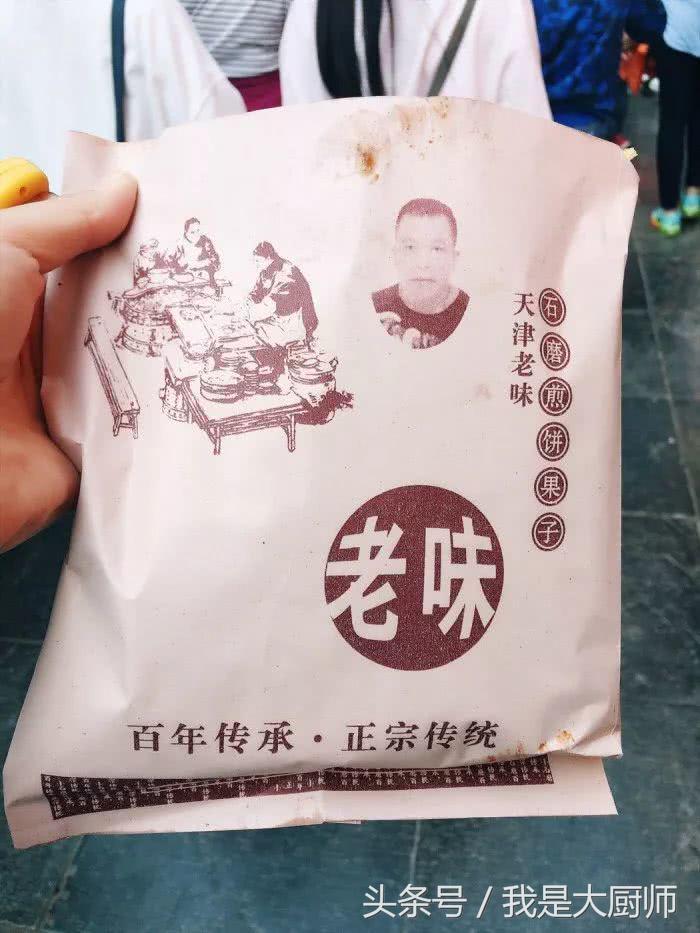 石磨煎饼果子
天津老味
老味
百年传承·正宗传统
头条号 / 我是大厨师